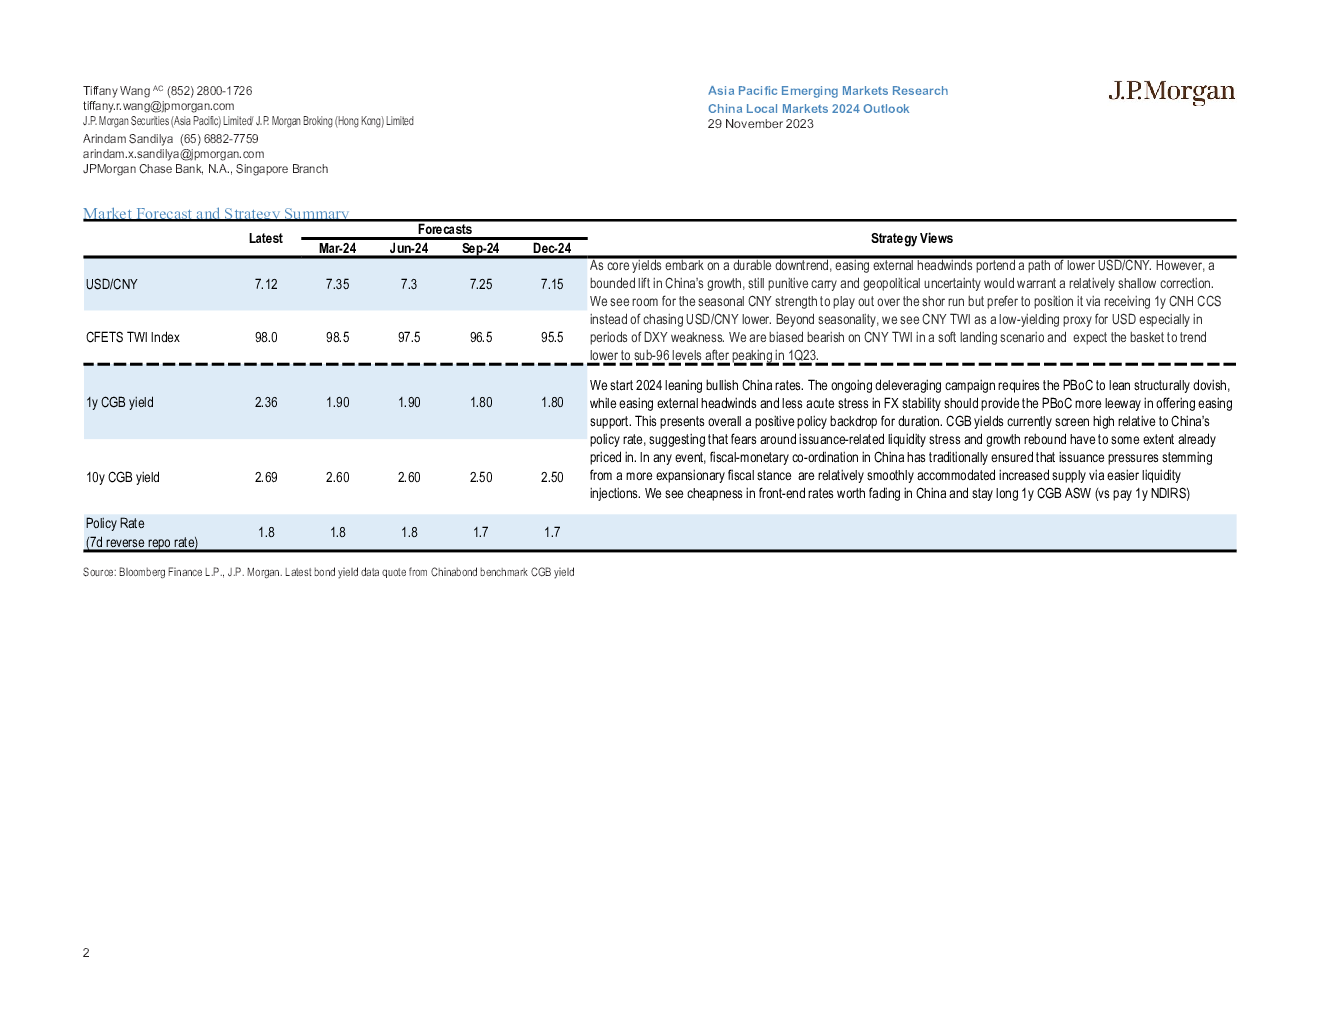 Tiffany Wang AC (852) 2800-1726
tiffany.r.wang@jpmorgan.com
J.P. Morgan Securities (Asia Pacific) Limited/ J.P. Morgan Broking (Hong Kong) Limited
Arindam Sandilya (65) 6882-7759
arindam.x.sandilya@jpmorgan.com
JPMorgan Chase Bank, N.A., Singapore Branch
Asia Pacific Emerging Markets Research
China Local Markets 2024 Outlook
29 November 2023
J.P.Morgan
Market Forecast and Strategy Summary
Latest Forecasts Strategy Views
Mar-24 Jun-24 Sep-24 Dec-24
USD/CNY 7.12 7.35 7.3 7.25 7.15
CFETS TWI Index 98.0 98.5 97.5 96.5 95.5
As core yields embark on a durable downtrend, easing external headwinds portend a path of lower USD/CNY. However, a
bounded lift in China's growth, still punitive carry and geopolitical uncertainty would warrant a relatively shallow correction.
We see room for the seasonal CNY strength to play out over the shor run but prefer to position it via receiving 1y CNH CCS
instead of chasing USD/CNY lower. Beyond seasonality, we see CNY TWI as a low-yielding proxy for USD especially in
periods of DXY weakness. We are biased bearish on CNY TWI in a soft landing scenario and expect the basket to trend
lower to sub-96 levels after peaking in 1Q23.
1y CGB yield 2.36 1.90 1.90 1.80 1.80
10y CGB yield 2.69 2.60 2.60 2.50 2.50
We start 2024 leaning bullish China rates. The ongoing deleveraging campaign requires the PBoC to lean structurally dovish,
while easing external headwinds and less acute stress in FX stability should provide the PBoC more leeway in offering easing
support. This presents overall a positive policy backdrop for duration. CGB yields currently screen high relative to China's
policy rate, suggesting that fears around issuance-related liquidity stress and growth rebound have to some extent already
priced in. In any event, fiscal-monetary co-ordination in China has traditionally ensured that issuance pressures stemming
from a more expansionary fiscal stance are relatively smoothly accommodated increased supply via easier liquidity
injections. We see cheapness in front-end rates worth fading in China and stay long 1y CGB ASW (vs pay 1y NDIRS)
Policy Rate
(7d reverse repo rate) 1.8 1.8 1.8 1.7 1.7
Source: Bloomberg Finance L.P., J.P. Morgan. Latest bond yield data quote from Chinabond benchmark CGB yield
2